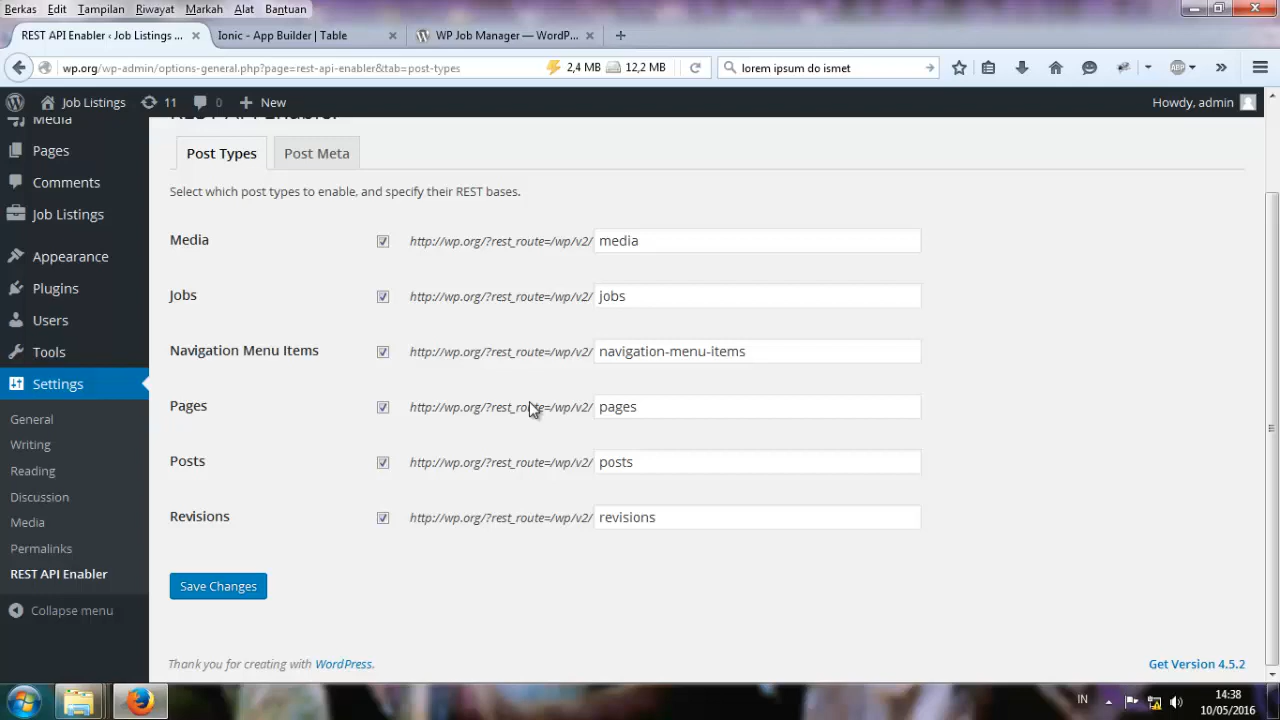 Berkas Edit Tampilan Riwayat Markah Alat Bantuan
REST API Enabler ‹ Job Listings ... × Ionic - App Builder | Table × WP Job Manager — WordP... ×
wp.org/wp-admin/options-general.php?page=rest-api-enabler&tab=post-types 2,4 MB 12,2 MB lorem ipsum do ismet ABP
Job Listings 11 0 + New Howdy, admin
Media
Pages
Comments
Job Listings
Appearance
Plugins
Users
Tools
Settings
General
Writing
Reading
Discussion
Media
Permalinks
REST API Enabler
Collapse menu
REST API Enabler
Post Types Post Meta
Select which post types to enable, and specify their REST bases.
Media http://wp.org/?rest_route=/wp/v2/ media
Jobs http://wp.org/?rest_route=/wp/v2/ jobs
Navigation Menu Items http://wp.org/?rest_route=/wp/v2/ navigation-menu-items
Pages http://wp.org/?rest_route=/wp/v2/ pages
Posts http://wp.org/?rest_route=/wp/v2/ posts
Revisions http://wp.org/?rest_route=/wp/v2/ revisions
Save Changes
Thank you for creating with WordPress. Get Version 4.5.2
IN 14:38
10/05/2016